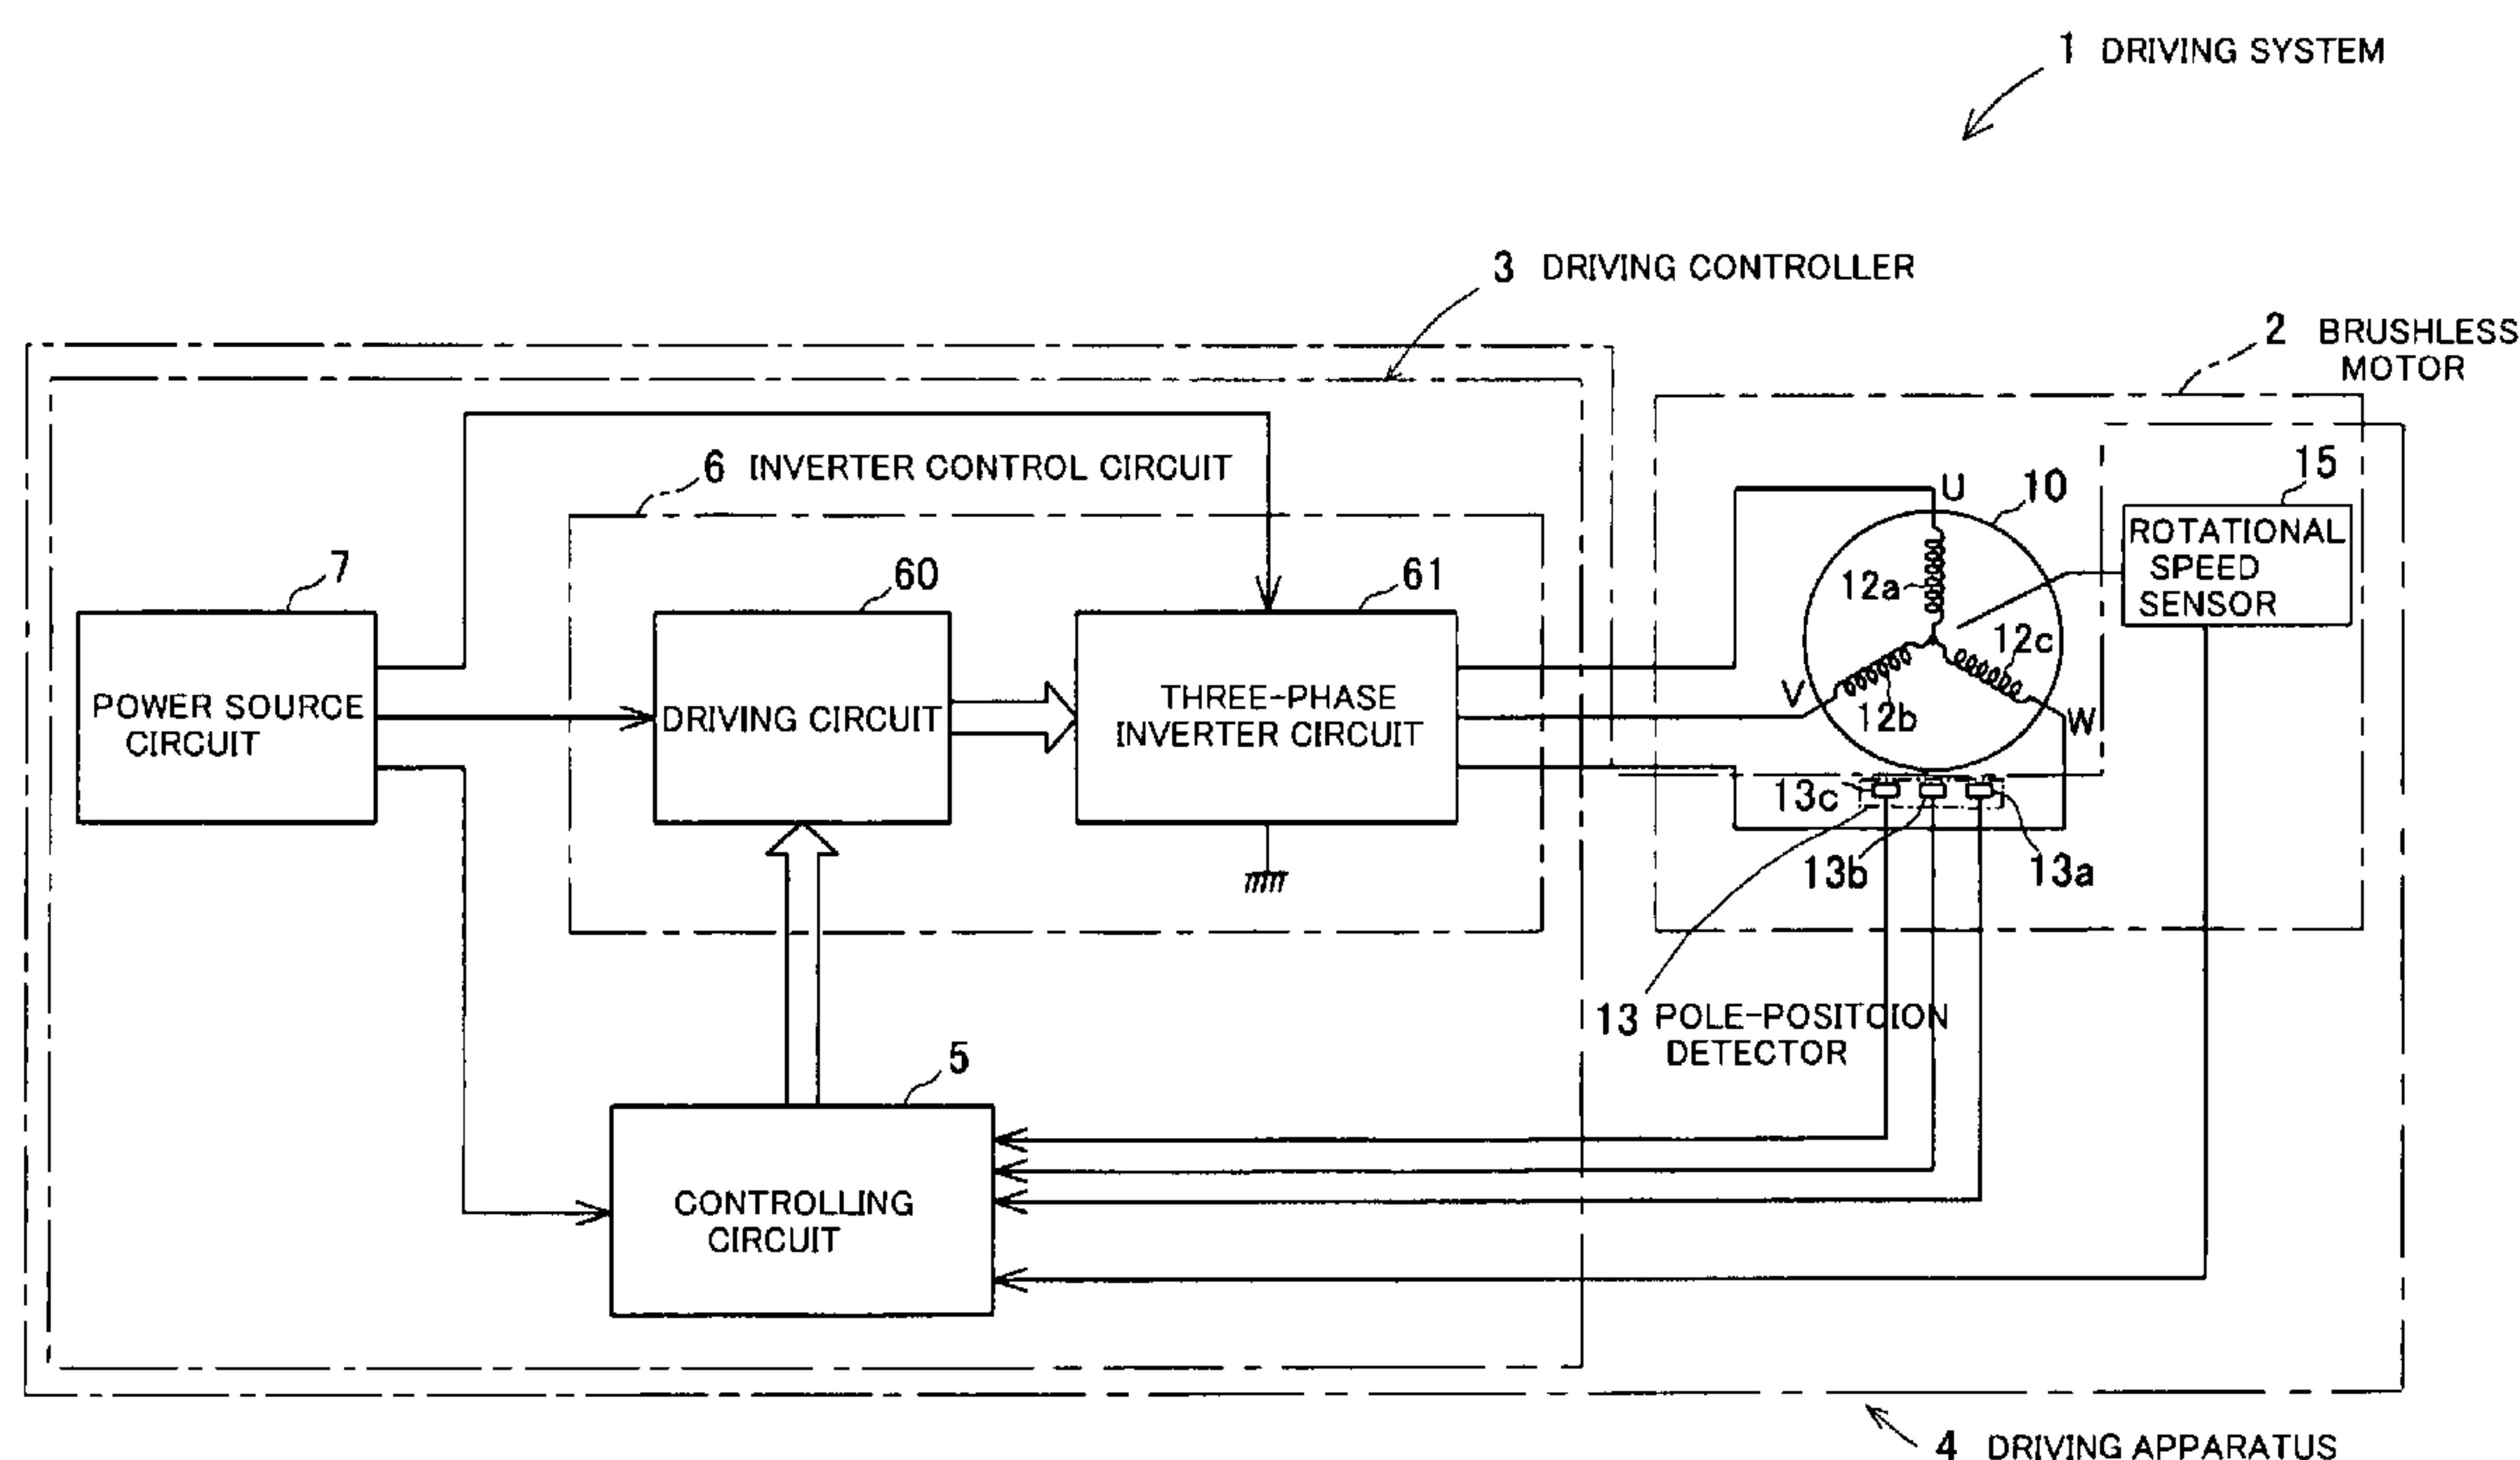 1 DRIVING SYSTEM
3 DRIVING CONTROLLER
2 BRUSHLESS
MOTOR
6 INVERTER CONTROL CIRCUIT
15
U
10
ROTATIONAL
SPEED
SENSOR
7
60
61
12a
12c
POWER SOURCE
CIRCUIT
DRIVING CIRCUIT
THREE-PHASE
INVERTER CIRCUIT
V
12b
W
13c
13b
13a
13 POLE-POSITCION
DETECTOR
5
CONTROLLING
CIRCUIT
4 DRIVING APPARATUS